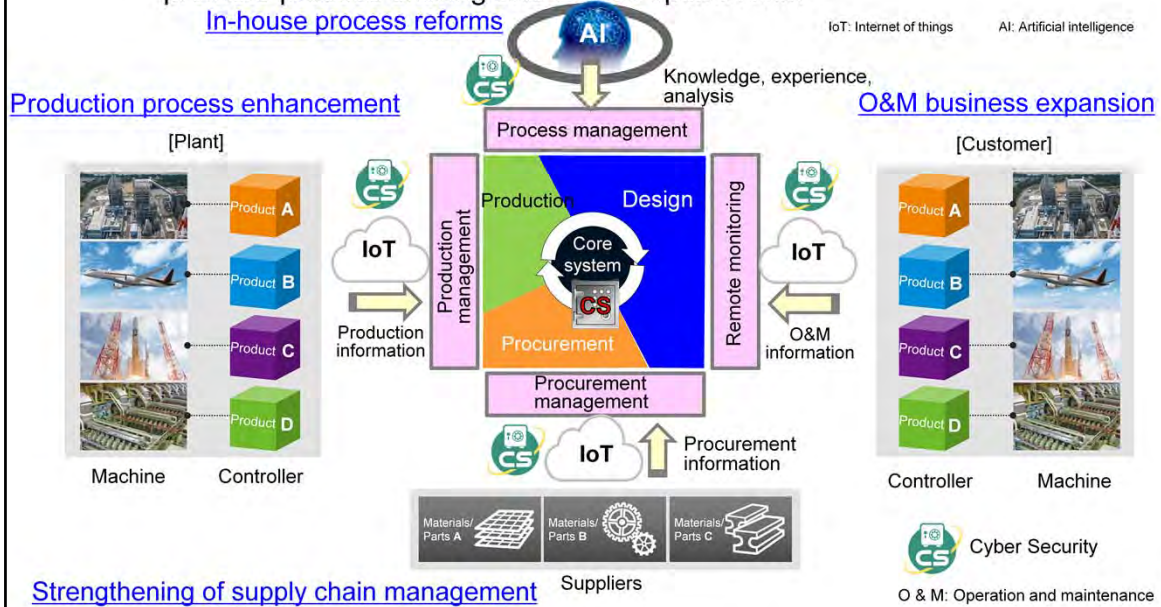 In-house process reforms
AI
IoT: Internet of things
AI: Artificial intelligence
CS
Knowledge, experience,
analysis
Production process enhancement
O&M business expansion
[Plant]
Process management
[Customer]
Product A
Product B
Product C
Product D
Machine
Controller
CS
IoT
Production
information
Production
management
Production
Design
Core
system
CS
Procurement
Remote monitoring
CS
IoT
O&M
information
Product A
Product B
Product C
Product D
Controller
Machine
Procurement
management
CS
IoT
Procurement
information
Materials/
Parts A
Materials/
Parts B
Materials/
Parts C
Suppliers
CS
Cyber Security
Strengthening of supply chain management
O & M: Operation and maintenance